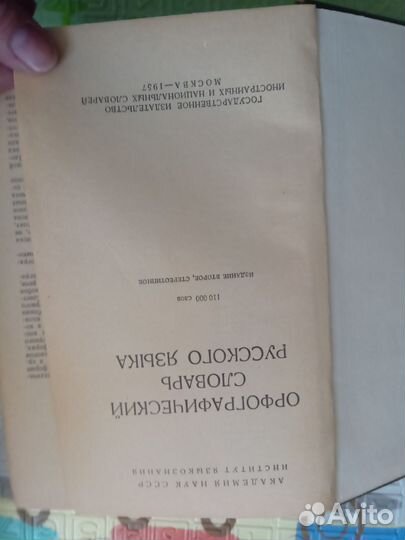 АКАДЕМИЯ НАУК СССР
ИНСТИТУТ ЯЗЫКОЗНАНИЯ
ОРФОГРАФИЧЕСКИЙ
СЛОВАРЬ
РУССКОГО ЯЗЫКА
110 000 слов
ИЗДАНИЕ ВТОРОЕ, СТЕРЕОТИПНОЕ
ГОСУДАРСТВЕННОЕ ИЗДАТЕЛЬСТВО
ИНОСТРАННЫХ И НАЦИОНАЛЬНЫХ СЛОВАРЕЙ
МОСКВА—1957
Avito